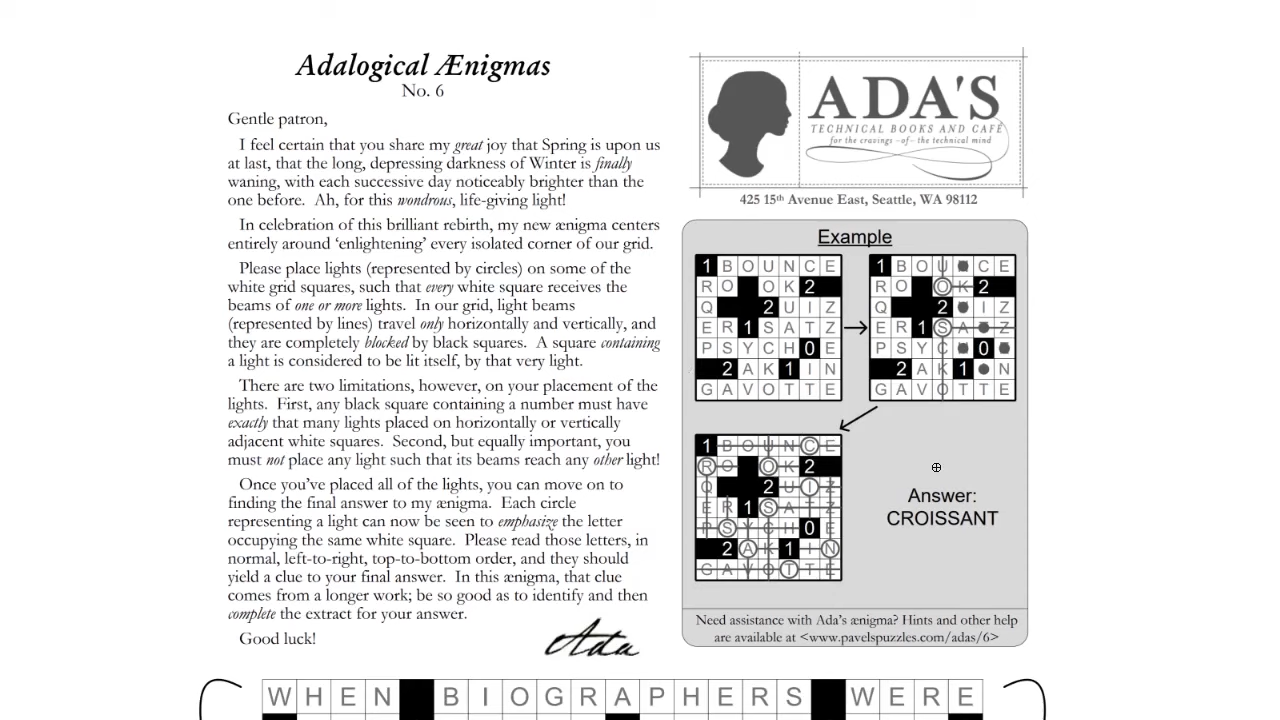 Adalogical Ænigmas
No. 6
Gentle patron,
I feel certain that you share my great joy that Spring is upon us
at last, that the long, depressing darkness of Winter is finally
waning, with each successive day noticeably brighter than the
one before. Ah, for this wondrous, life-giving light!
In celebration of this brilliant rebirth, my new ænigma centers
entirely around ‘enlightening’ every isolated corner of our grid.
Please place lights (represented by circles) on some of the
white grid squares, such that every white square receives the
beams of one or more lights. In our grid, light beams
(represented by lines) travel only horizontally and vertically, and
they are completely blocked by black squares. A square containing
a light is considered to be lit itself, by that very light.
There are two limitations, however, on your placement of the
lights. First, any black square containing a number must have
exactly that many lights placed on horizontally or vertically
adjacent white squares. Second, but equally important, you
must not place any light such that its beams reach any other light!
Once you’ve placed all of the lights, you can move on to
finding the final answer to my ænigma. Each circle
representing a light can now be seen to emphasize the letter
occupying the same white square. Please read those letters, in
normal, left-to-right, top-to-bottom order, and they should
yield a clue to your final answer. In this ænigma, that clue
comes from a longer work; be so good as to identify and then
complete the extract for your answer.
Good luck!
Ada
ADA'S
TECHNICAL BOOKS AND CAFÉ
for the cravings ~of~ the technical mind
425 15th Avenue East, Seattle, WA 98112
Example
1 B O U N C E
R O O K 2
Q 2 U I Z
E R 1 S A T Z
P S Y C H 0 E
2 A K 1 I N
G A V O T T E
1 B O U C E
R O O K 2
Q 2 I Z
E R 1 S A Z
P S Y C 0
2 A K 1 N
G A V O T T E
1 B O U N C E
R O O K 2
Q 2 U I Z
E R 1 S A T Z
P S Y C H 0 E
2 A K 1 I N
G A V O T T E
Answer:
CROISSANT
Need assistance with Ada’s ænigma? Hints and other help
are available at <www.pavelspuzzles.com/adas/6>
W H E N B I O G R A P H E R S W E R E